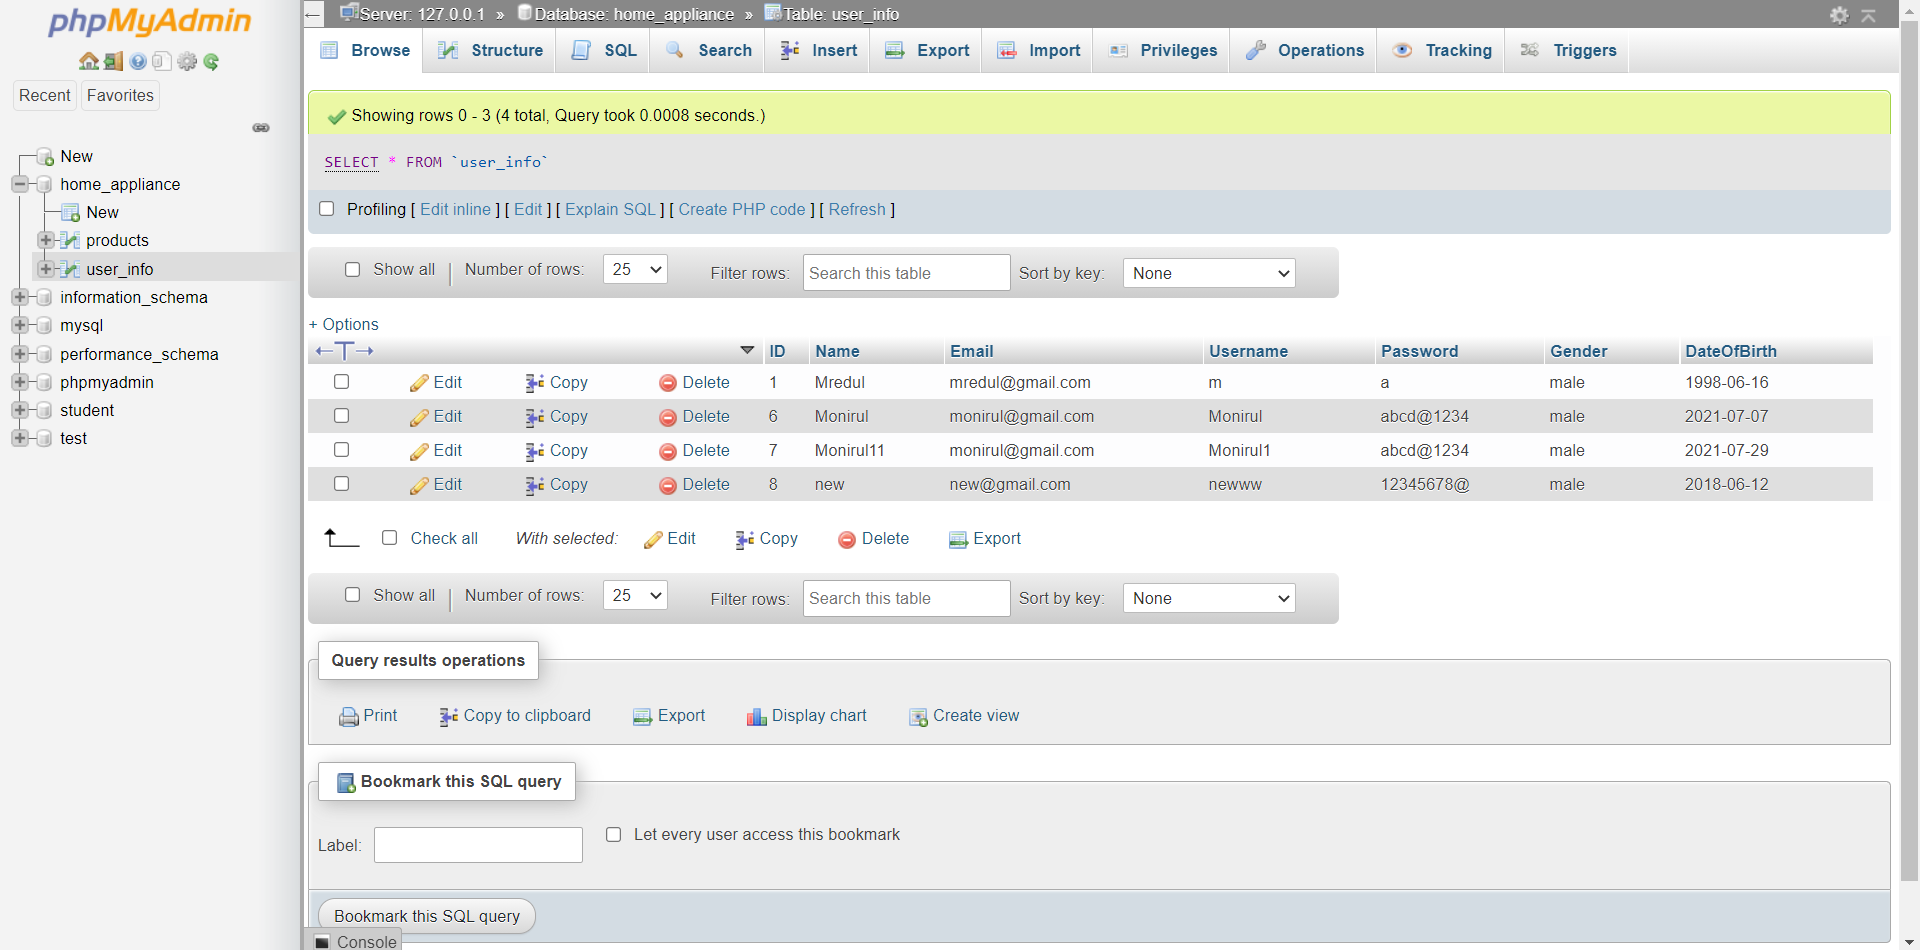 phpMyAdmin
Recent Favorites
New
home_appliance
New
products
user_info
information_schema
mysql
performance_schema
phpmyadmin
student
test
← Server: 127.0.0.1 » Database: home_appliance » Table: user_info
Browse Structure SQL Search Insert Export Import Privileges Operations Tracking Triggers
Showing rows 0 - 3 (4 total, Query took 0.0008 seconds.)
SELECT * FROM `user_info`
Profiling [ Edit inline ] [ Edit ] [ Explain SQL ] [ Create PHP code ] [ Refresh ]
Show all | Number of rows: 25 Filter rows: Search this table Sort by key: None
+ Options
←T→ ID Name Email Username Password Gender DateOfBirth
Edit Copy Delete 1 Mredul mredul@gmail.com m a male 1998-06-16
Edit Copy Delete 6 Monirul monirul@gmail.com Monirul abcd@1234 male 2021-07-07
Edit Copy Delete 7 Monirul11 monirul@gmail.com Monirul1 abcd@1234 male 2021-07-29
Edit Copy Delete 8 new new@gmail.com newww 12345678@ male 2018-06-12
Check all With selected: Edit Copy Delete Export
Show all | Number of rows: 25 Filter rows: Search this table Sort by key: None
Query results operations
Print Copy to clipboard Export Display chart Create view
Bookmark this SQL query
Label: Let every user access this bookmark
Bookmark this SQL query
Console